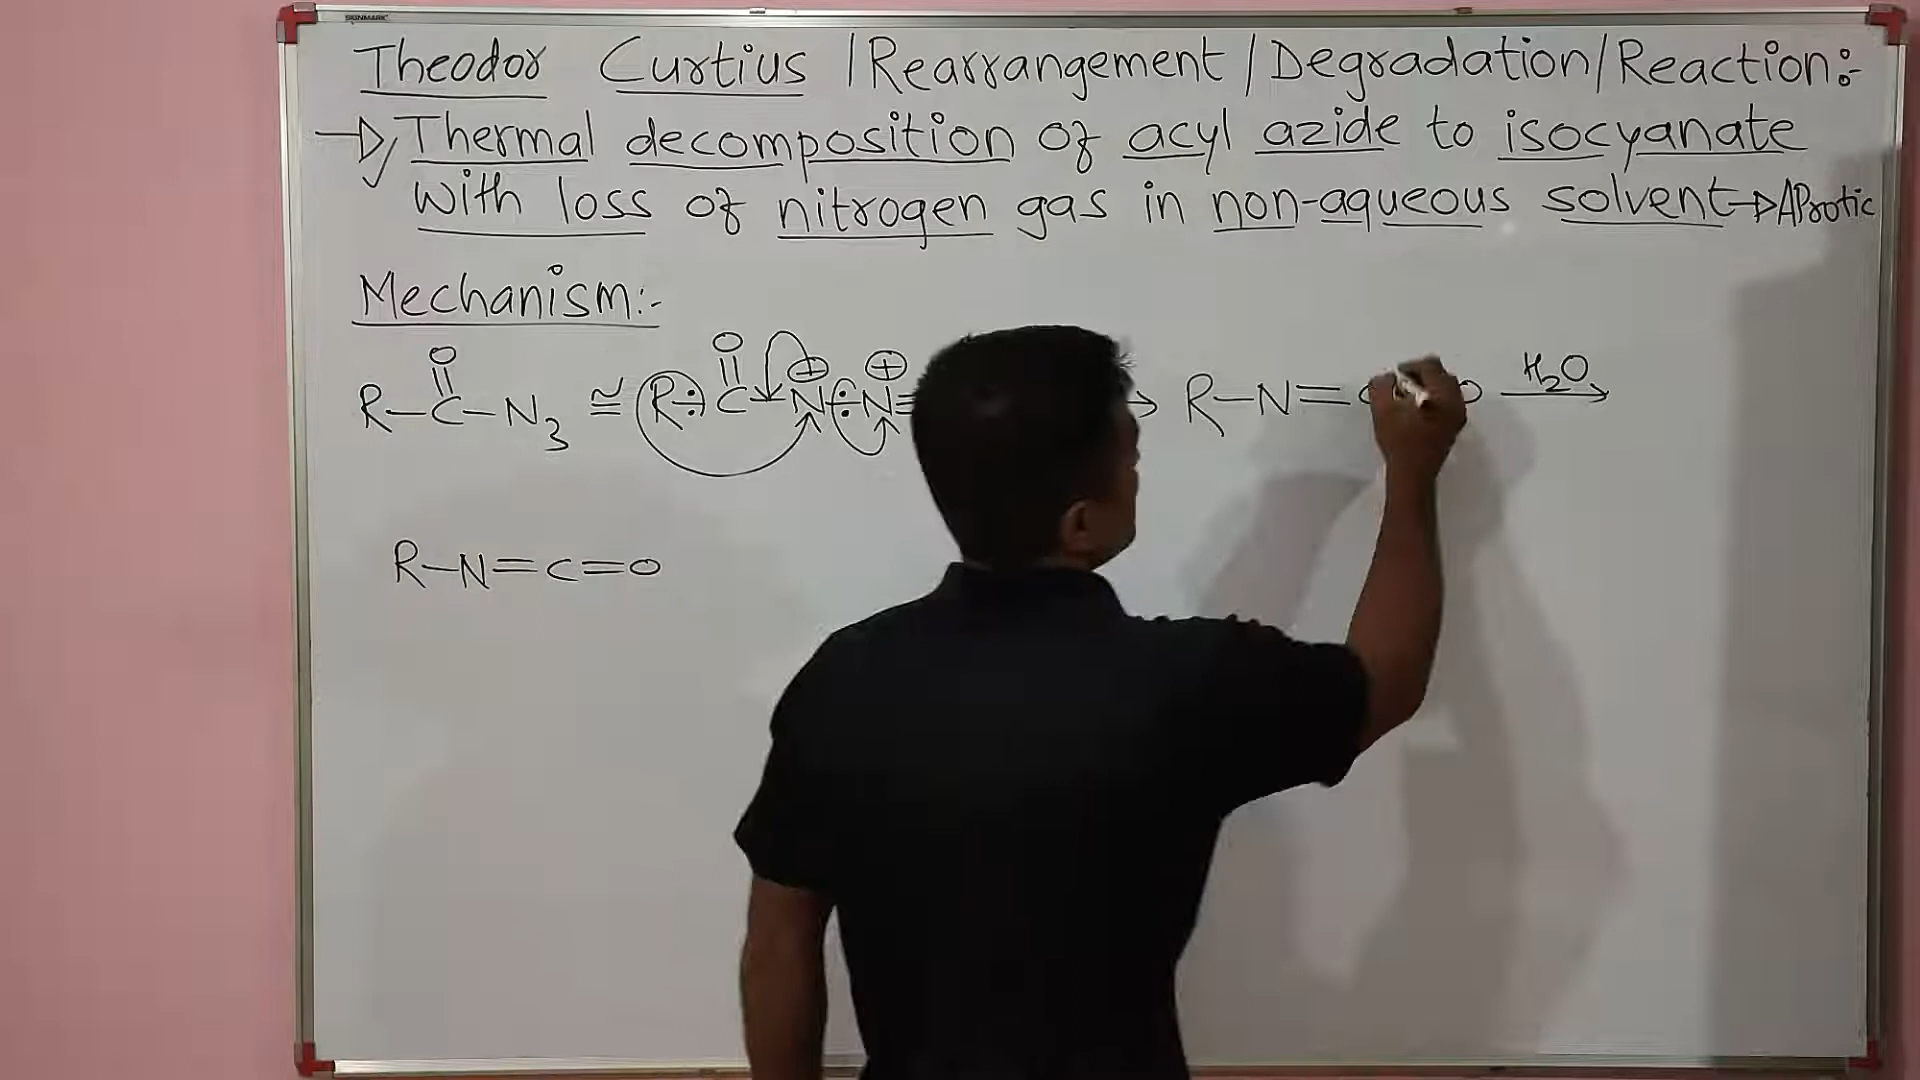 SIGNMARK
Theodor Curtius /Rearrangement/Degradation/Reaction:-
Thermal decomposition of acyl azide to isocyanate
with loss of nitrogen gas in non-aqueous solvent→Aprotic
Mechanism:-
O O ⊕ ⊕ H₂O
R-C-N₃ ≅ R:C-N:N≡ → R-N=C O →
R-N=C=O